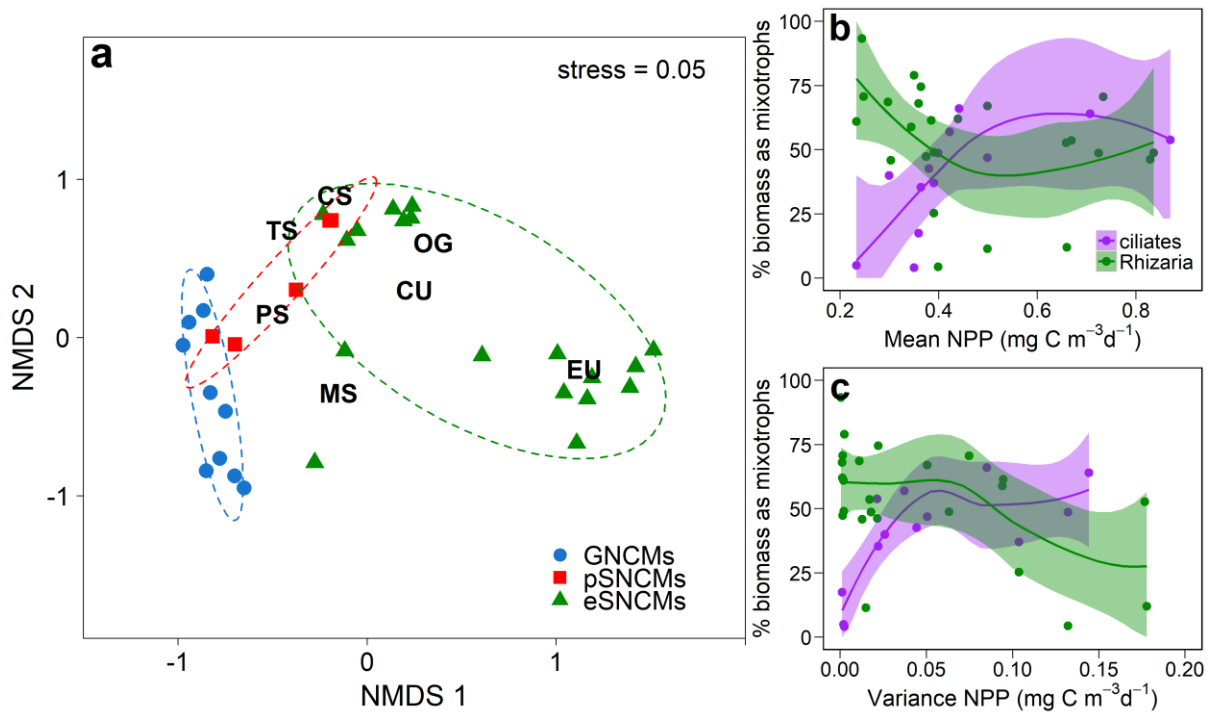 a
stress = 0.05
NMDS 2
1
0
-1
CS
TS
OG
CU
PS
EU
MS
GNCMs
pSNCMs
eSNCMs
-1
0
1
NMDS 1
b
% biomass as mixotrophs
100
75
50
25
0
ciliates
Rhizaria
0.2
0.4
0.6
0.8
Mean NPP (mg C m⁻³d⁻¹)
c
% biomass as mixotrophs
100
75
50
25
0
0.00
0.05
0.10
0.15
0.20
Variance NPP (mg C m⁻³d⁻¹)